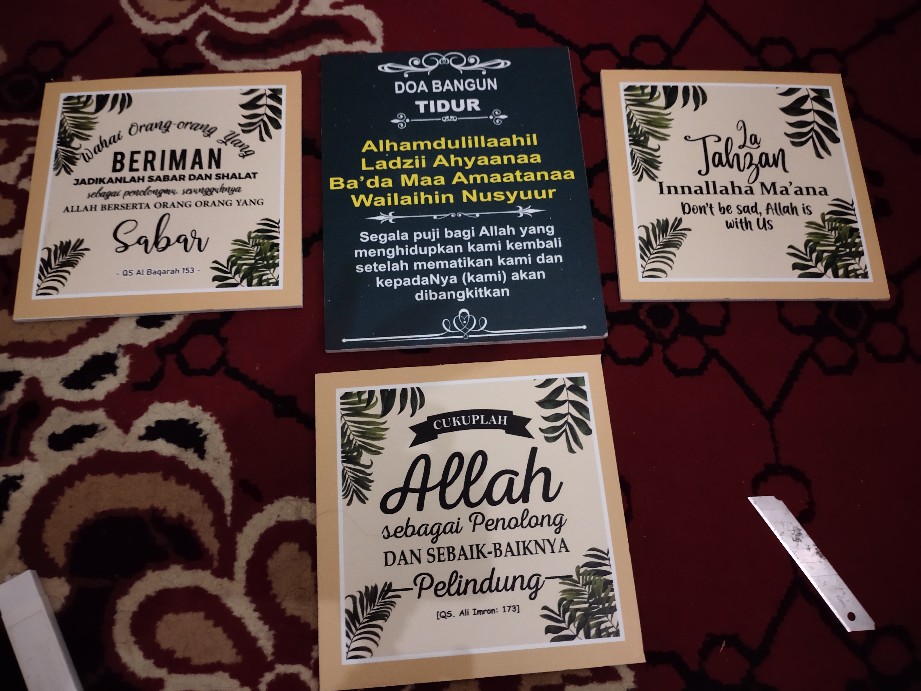 Wahai Orang-orang Yang
BERIMAN
JADIKANLAH SABAR DAN SHALAT
sebagai penolongmu, sesungguhnya
ALLAH BERSERTA ORANG ORANG YANG
Sabar
- QS Al Baqarah 153 -
DOA BANGUN
TIDUR
Alhamdulillaahil
Ladzii Ahyaanaa
Ba'da Maa Amaatanaa
Wailaihin Nusyuur
Segala puji bagi Allah yang
menghidupkan kami kembali
setelah mematikan kami dan
kepadaNya (kami) akan
dibangkitkan
La
Tahzan
Innallaha Ma'ana
Don't be sad, Allah is
with Us
CUKUPLAH
Allah
sebagai Penolong
DAN SEBAIK-BAIKNYA
Pelindung
[QS. Ali Imron: 173]